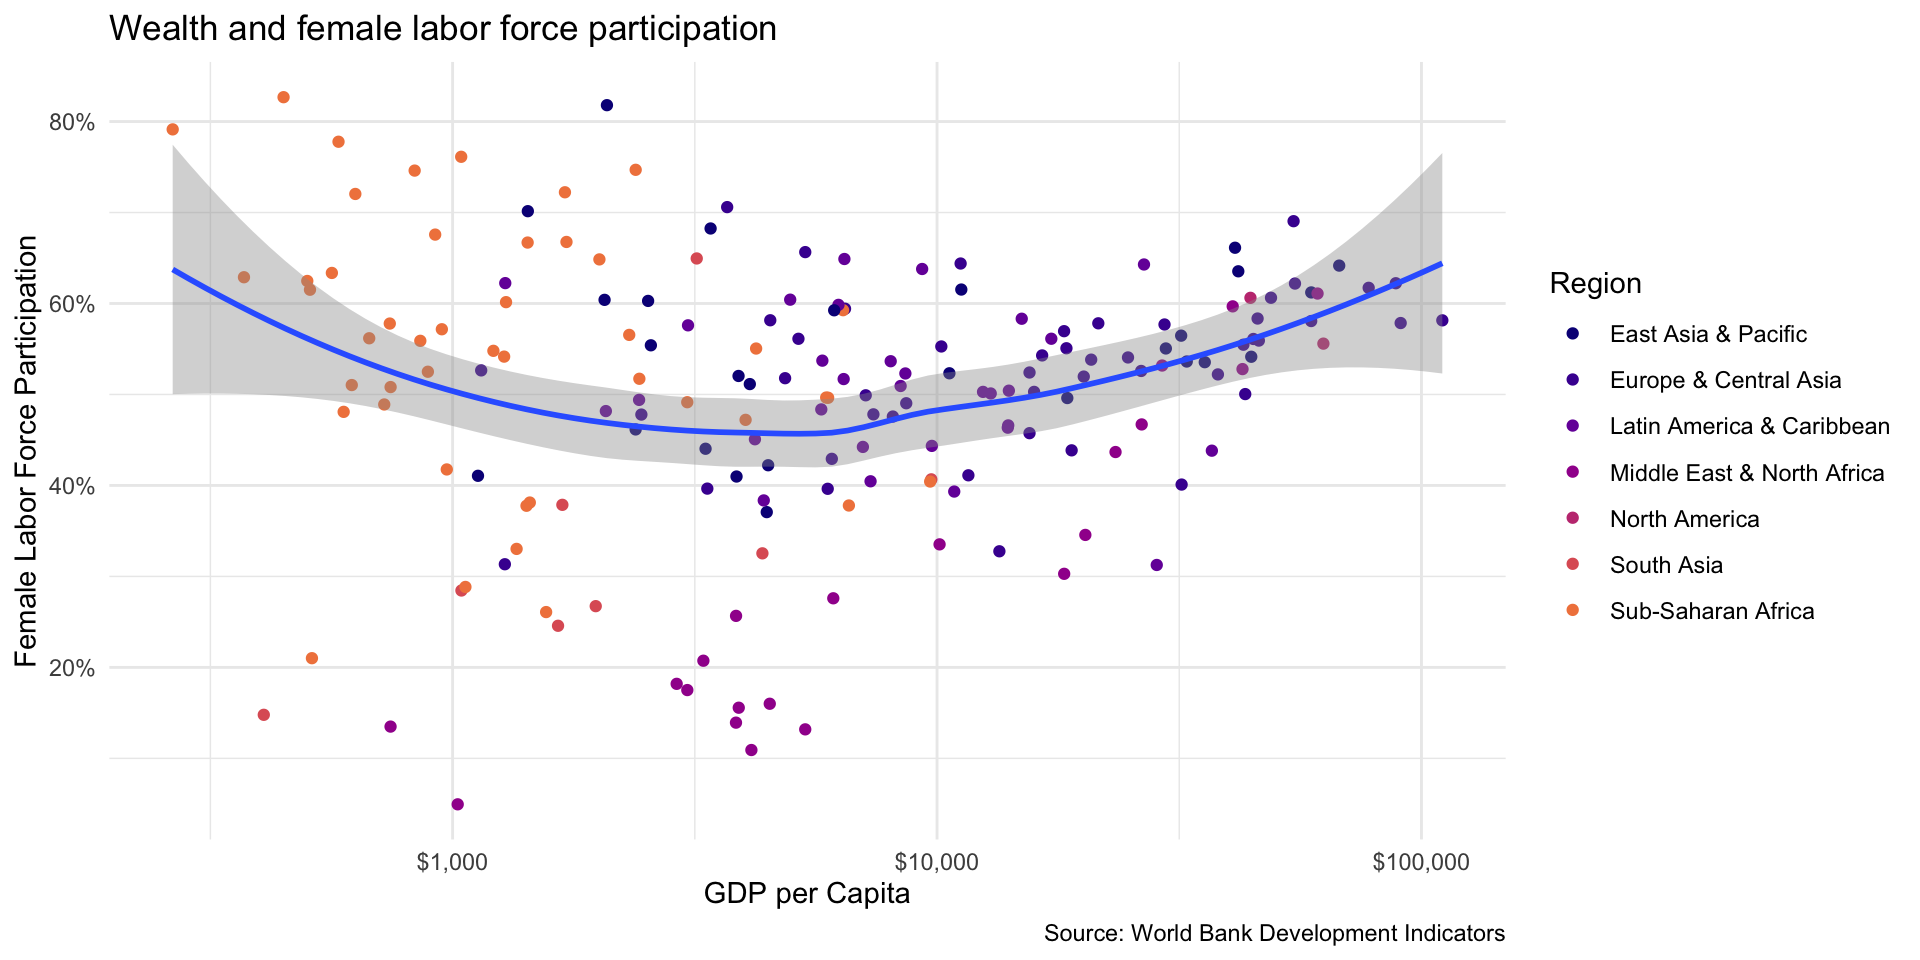 Wealth and female labor force participation
80%
60%
40%
20%
Female Labor Force Participation
$1,000
$10,000
$100,000
GDP per Capita
Region
East Asia & Pacific
Europe & Central Asia
Latin America & Caribbean
Middle East & North Africa
North America
South Asia
Sub-Saharan Africa
Source: World Bank Development Indicators